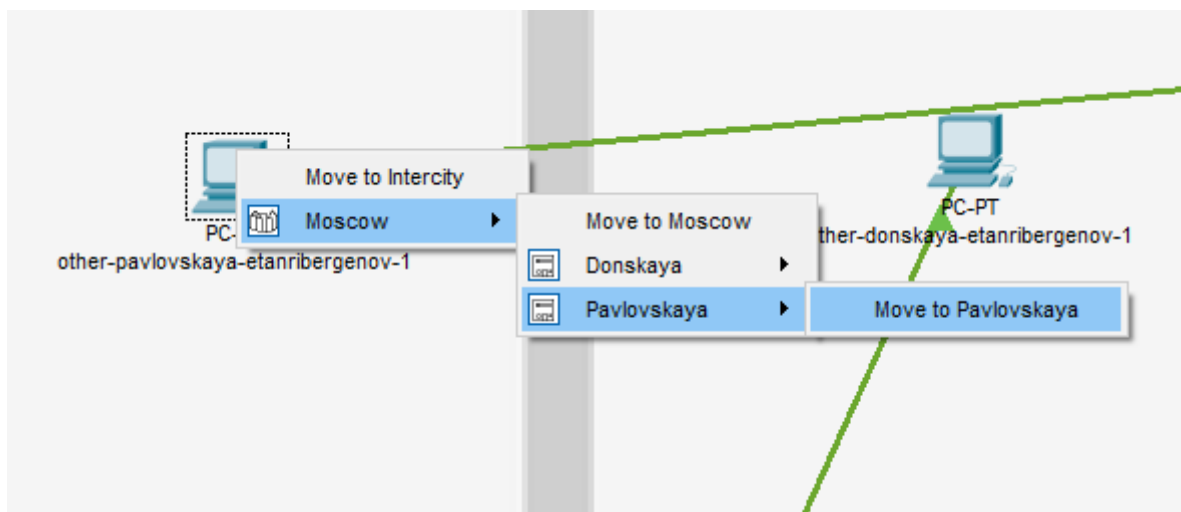 Move to Intercity
Moscow
PC-
other-pavlovskaya-etanribergenov-1
Move to Moscow
Donskaya
Pavlovskaya
Move to Pavlovskaya
PC-PT
ther-donskaya-etanribergenov-1